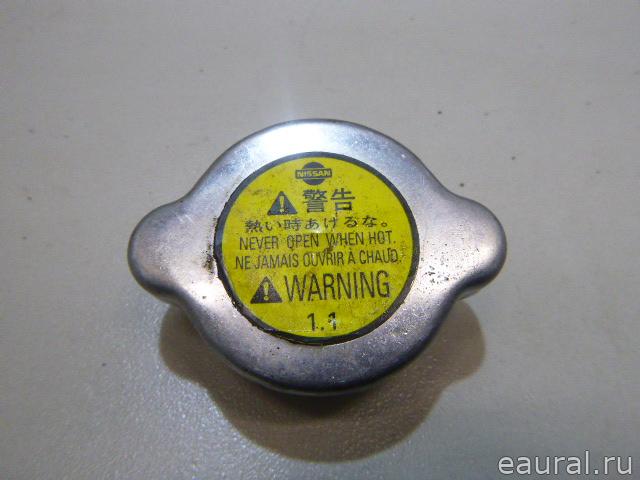 NISSAN
警告
熱い時あけるな。
NEVER OPEN WHEN HOT.
NE JAMAIS OUVRIR À CHAUD.
WARNING
1.1
eaural.ru